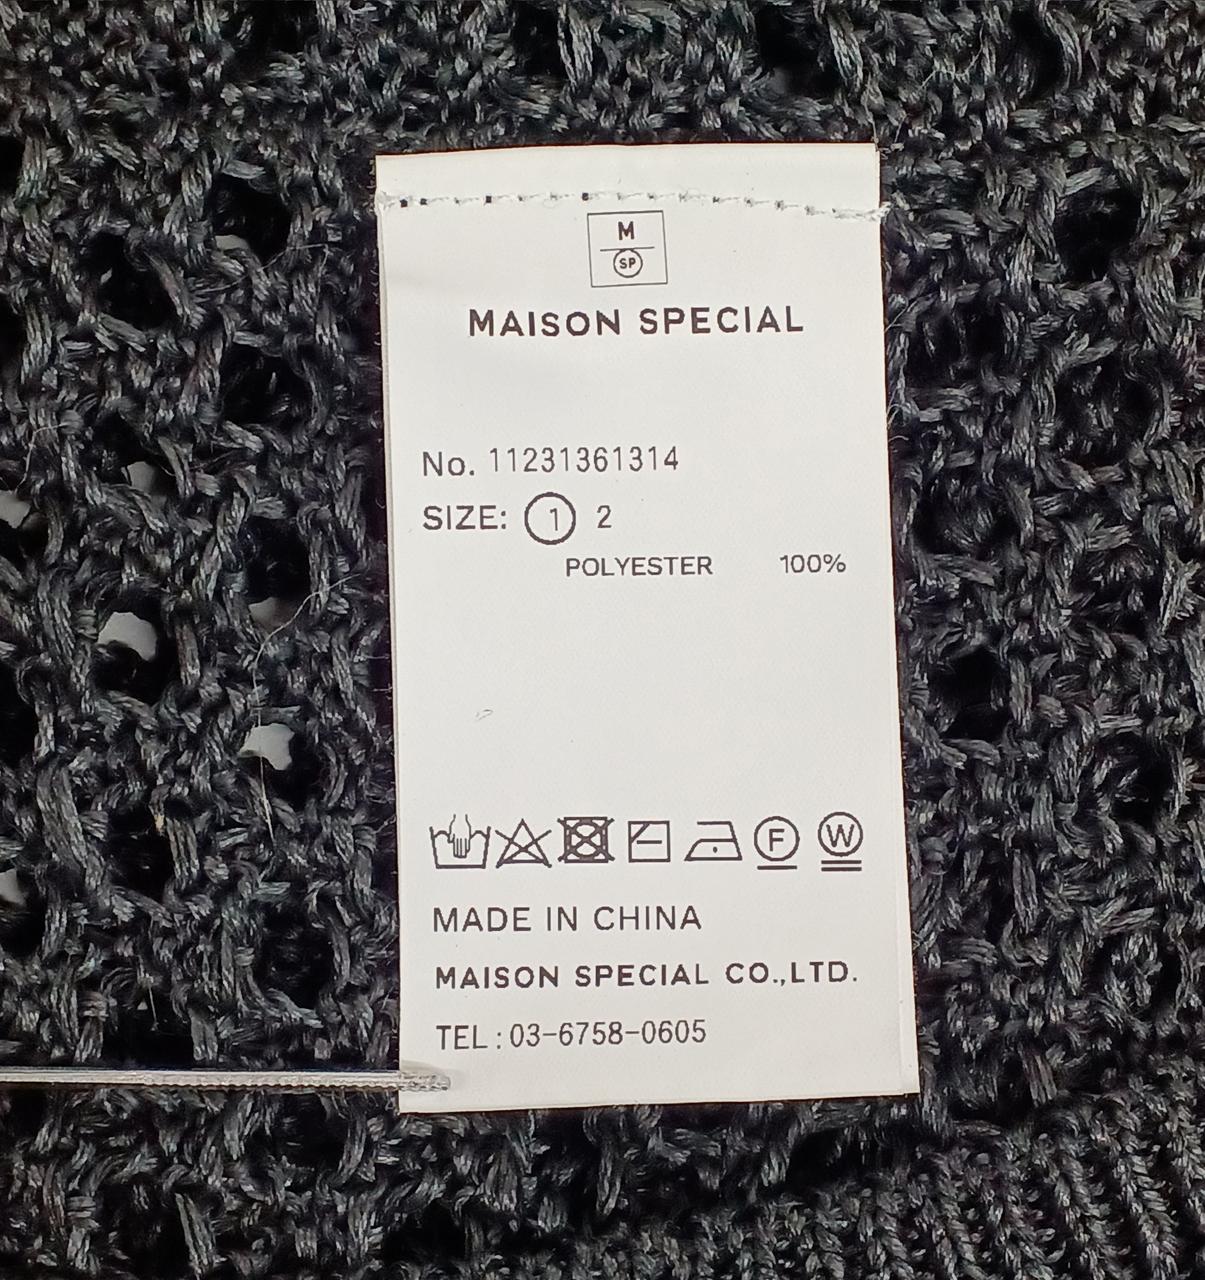 M
SP
MAISON SPECIAL
No. 11231361314
SIZE: 1 2
POLYESTER 100%
F W
MADE IN CHINA
MAISON SPECIAL CO.,LTD.
TEL : 03-6758-0605